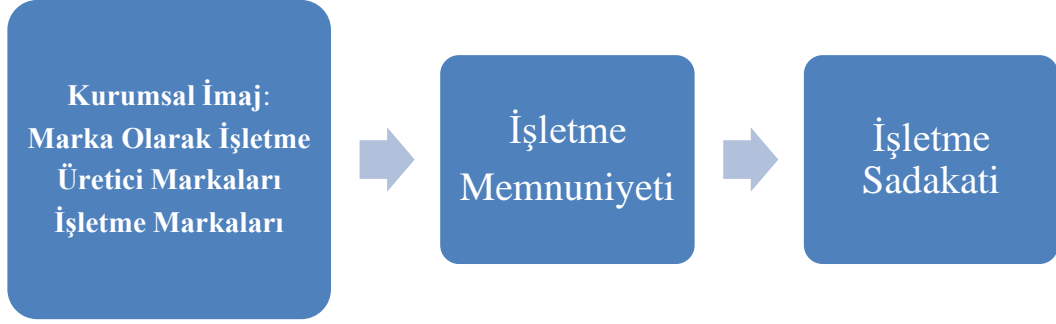 Kurumsal İmaj:
Marka Olarak İşletme
Üretici Markaları
İşletme Markaları
İşletme
Memnuniyeti
İşletme
Sadakati